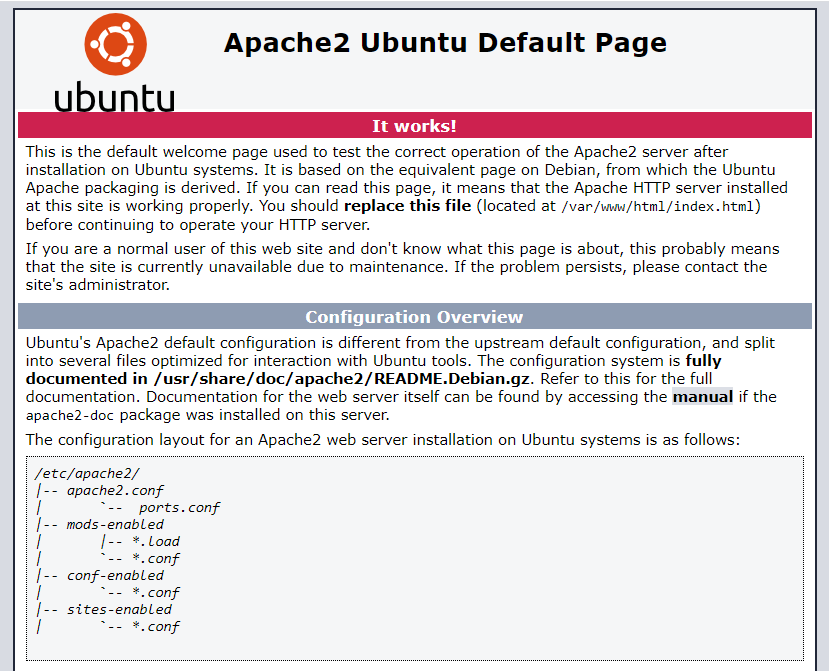 ubuntu
Apache2 Ubuntu Default Page
It works!
This is the default welcome page used to test the correct operation of the Apache2 server after
installation on Ubuntu systems. It is based on the equivalent page on Debian, from which the Ubuntu
Apache packaging is derived. If you can read this page, it means that the Apache HTTP server installed
at this site is working properly. You should replace this file (located at /var/www/html/index.html)
before continuing to operate your HTTP server.
If you are a normal user of this web site and don't know what this page is about, this probably means
that the site is currently unavailable due to maintenance. If the problem persists, please contact the
site's administrator.
Configuration Overview
Ubuntu's Apache2 default configuration is different from the upstream default configuration, and split
into several files optimized for interaction with Ubuntu tools. The configuration system is fully
documented in /usr/share/doc/apache2/README.Debian.gz. Refer to this for the full
documentation. Documentation for the web server itself can be found by accessing the manual if the
apache2-doc package was installed on this server.
The configuration layout for an Apache2 web server installation on Ubuntu systems is as follows:
/etc/apache2/
|-- apache2.conf
|       `--  ports.conf
|-- mods-enabled
|       |-- *.load
|       `-- *.conf
|-- conf-enabled
|       `-- *.conf
|-- sites-enabled
|       `-- *.conf